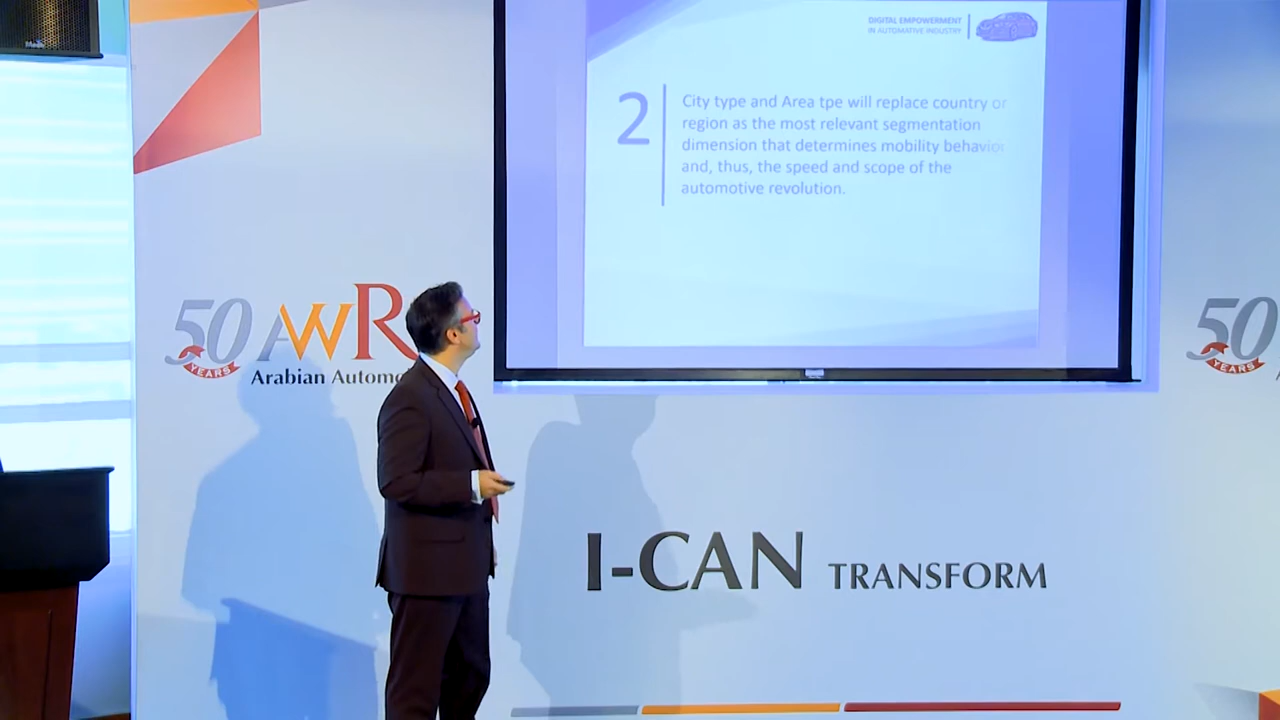 DIGITAL EMPOWERMENT
IN AUTOMATIVE INDUSTRY
2
City type and Area tpe will replace country or
region as the most relevant segmentation
dimension that determines mobility behavior
and, thus, the speed and scope of the
automotive revolution.
50 YEARS
AWR
Arabian Automo
50 YEARS
I-CAN TRANSFORM